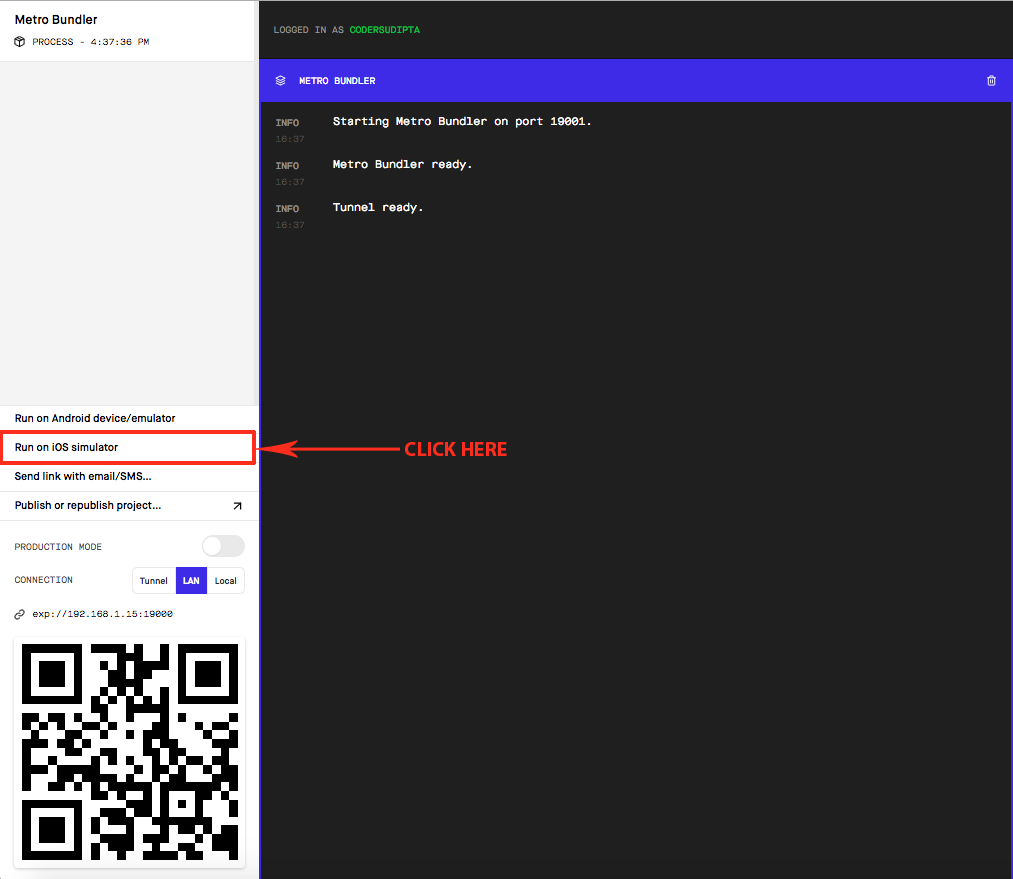 Metro Bundler
PROCESS - 4:37:36 PM
LOGGED IN AS CODERSUDIPTA
METRO BUNDLER
INFO Starting Metro Bundler on port 19001.
16:37
INFO Metro Bundler ready.
16:37
INFO Tunnel ready.
16:37
Run on Android device/emulator
Run on iOS simulator
CLICK HERE
Send link with email/SMS...
Publish or republish project...
PRODUCTION MODE
CONNECTION Tunnel LAN Local
exp://192.168.1.15:19000